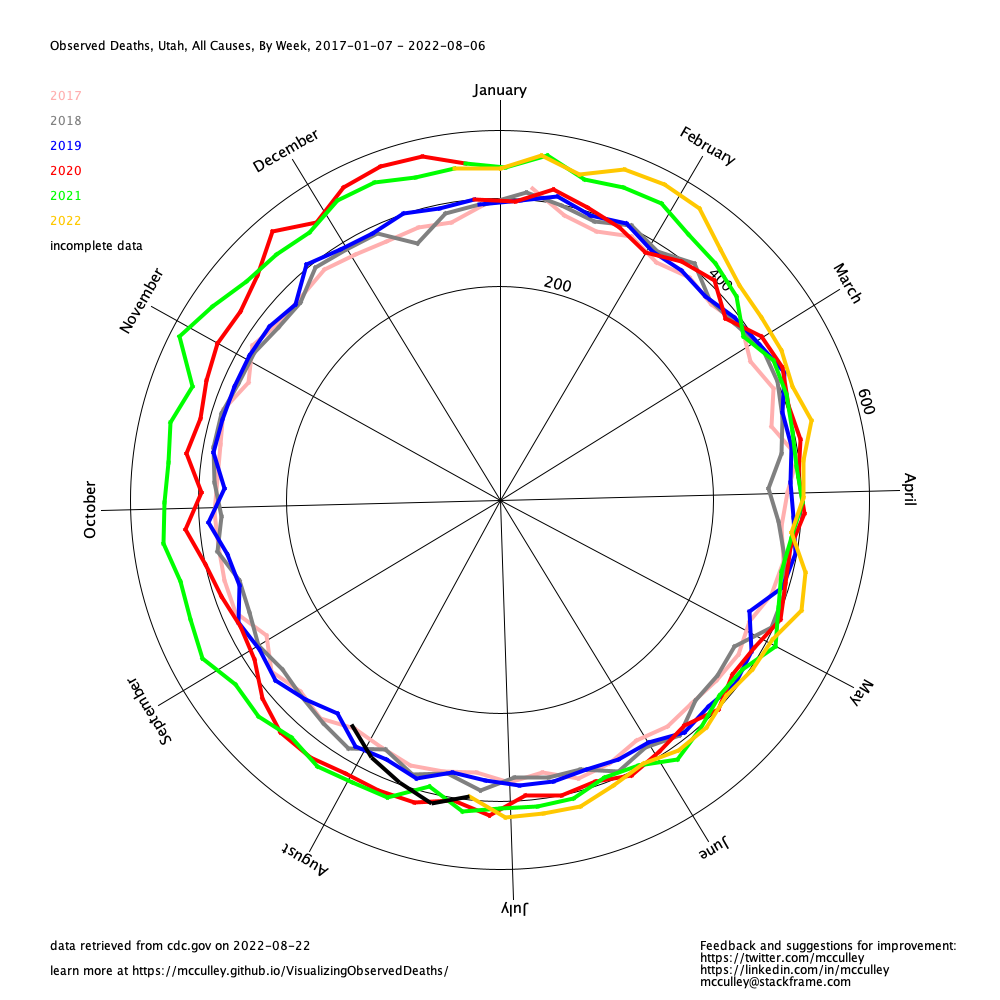 Observed Deaths, Utah, All Causes, By Week, 2017-01-07 - 2022-08-06
January
2017
2018
2019
2020
2021
2022
incomplete data
December
February
November
March
200
400
600
October
April
September
May
August
June
July
data retrieved from cdc.gov on 2022-08-22
learn more at https://mcculley.github.io/VisualizingObservedDeaths/
Feedback and suggestions for improvement:
https://twitter.com/mcculley
https://linkedin.com/in/mcculley
mcculley@stackframe.com